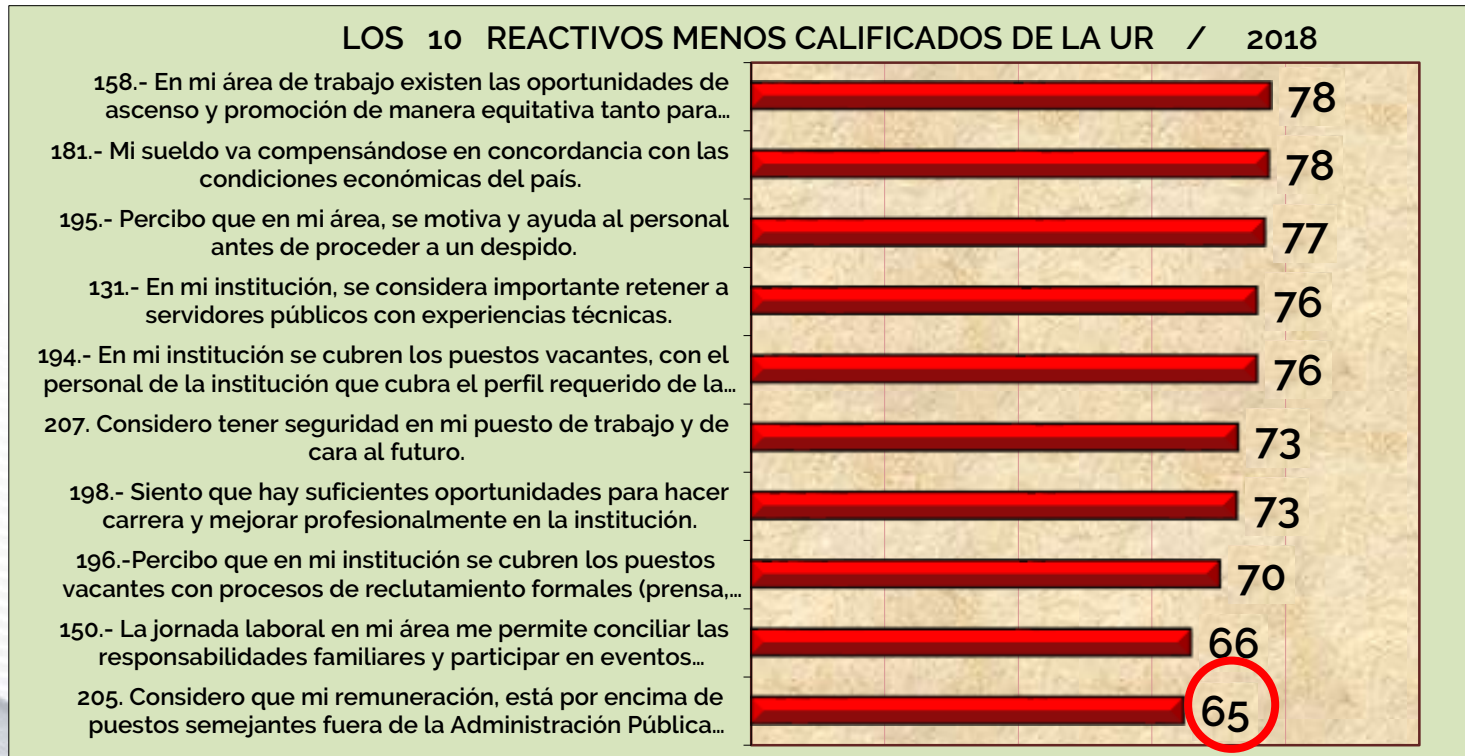 LOS 10 REACTIVOS MENOS CALIFICADOS DE LA UR / 2018
158.- En mi área de trabajo existen las oportunidades de
ascenso y promoción de manera equitativa tanto para…
78
181.- Mi sueldo va compensándose en concordancia con las
condiciones económicas del país.
78
195.- Percibo que en mi área, se motiva y ayuda al personal
antes de proceder a un despido.
77
131.- En mi institución, se considera importante retener a
servidores públicos con experiencias técnicas.
76
194.- En mi institución se cubren los puestos vacantes, con el
personal de la institución que cubra el perfil requerido de la…
76
207. Considero tener seguridad en mi puesto de trabajo y de
cara al futuro.
73
198.- Siento que hay suficientes oportunidades para hacer
carrera y mejorar profesionalmente en la institución.
73
196.-Percibo que en mi institución se cubren los puestos
vacantes con procesos de reclutamiento formales (prensa,…
70
150.- La jornada laboral en mi área me permite conciliar las
responsabilidades familiares y participar en eventos…
66
205. Considero que mi remuneración, está por encima de
puestos semejantes fuera de la Administración Pública…
65